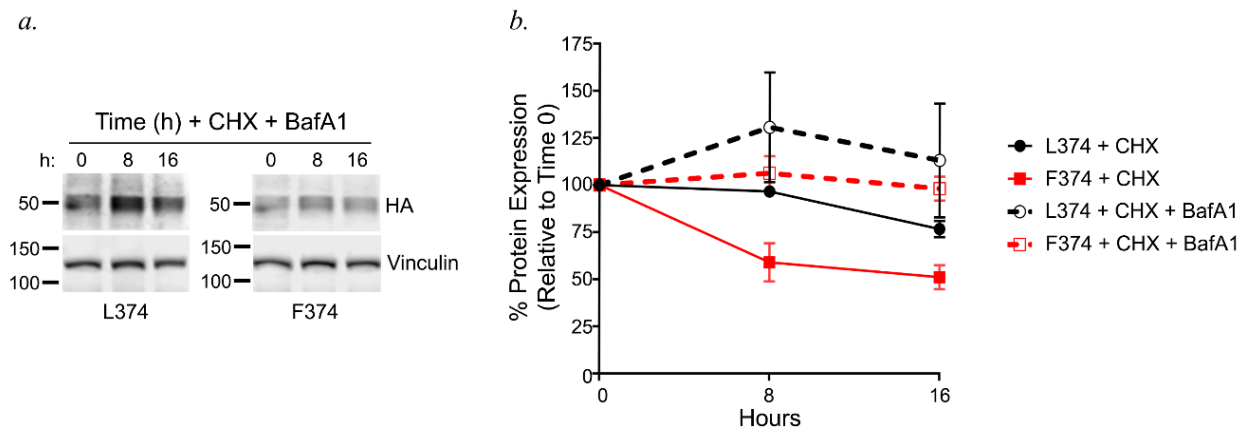 a.
Time (h) + CHX + BafA1
h: 0 8 16 0 8 16
50 50 HA
150 150
Vinculin
100 100
L374 F374
b.
% Protein Expression
(Relative to Time 0)
175
150
125
100
75
50
25
0
0 8 16
Hours
L374 + CHX
F374 + CHX
L374 + CHX + BafA1
F374 + CHX + BafA1